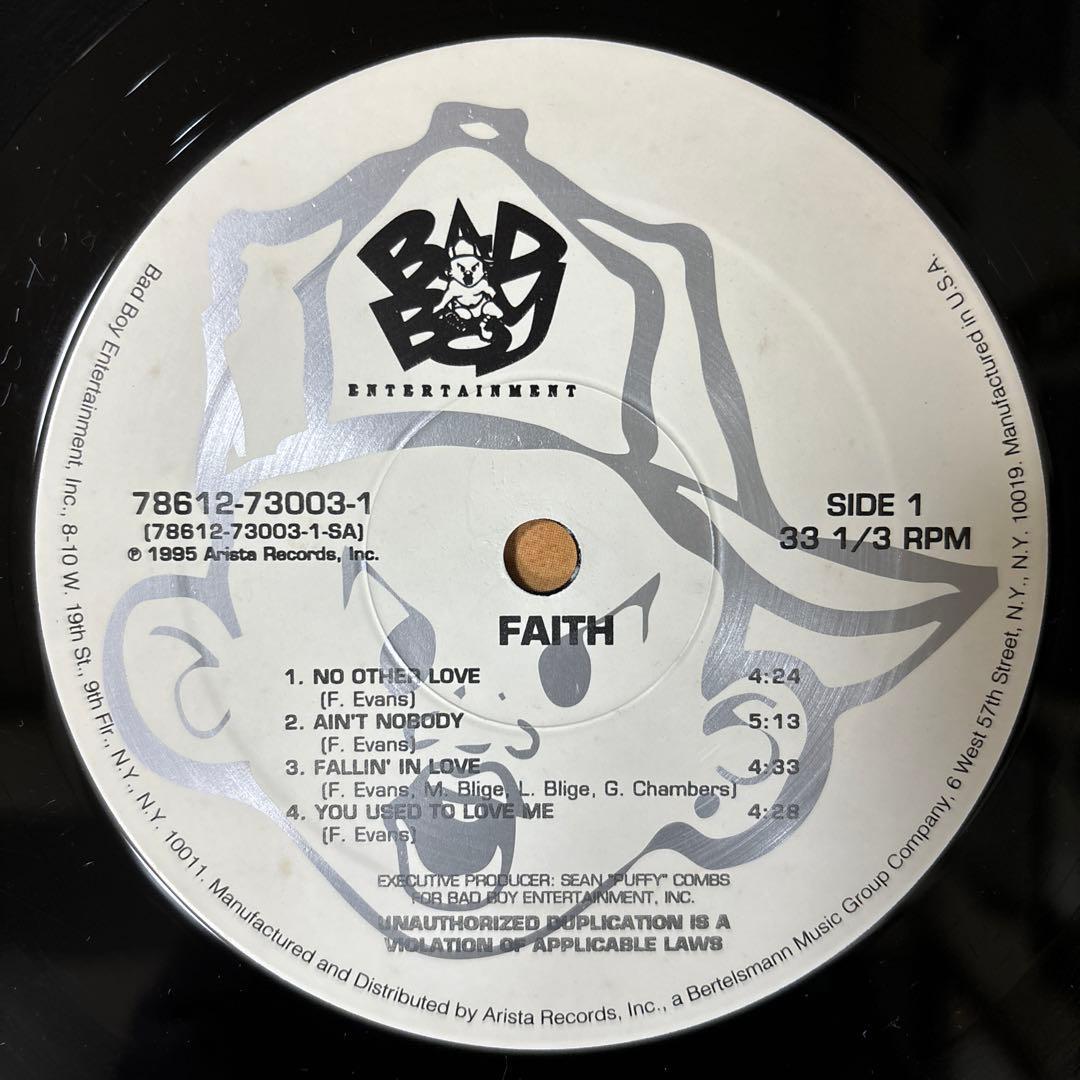 BAD BOY
ENTERTAINMENT
78612-73003-1
(78612-73003-1-SA)
℗ 1995 Arista Records, Inc.
SIDE 1
33 1/3 RPM
FAITH
1. NO OTHER LOVE 4:24
(F. Evans)
2. AIN'T NOBODY 5:13
(F. Evans)
3. FALLIN' IN LOVE 4:33
(F. Evans, M. Blige, L. Blige, G. Chambers)
4. YOU USED TO LOVE ME 4:28
(F. Evans)
EXECUTIVE PRODUCER: SEAN "PUFFY" COMBS
FOR BAD BOY ENTERTAINMENT, INC.
UNAUTHORIZED DUPLICATION IS A
VIOLATION OF APPLICABLE LAWS
Bad Boy Entertainment, Inc., 8-10 W. 19th St., 9th Flr., N.Y., N.Y. 10011. Manufactured and Distributed by Arista Records, Inc., a Bertelsmann Music Group Company, 6 West 57th Street, N.Y., N.Y. 10019. Manufactured in U.S.A.